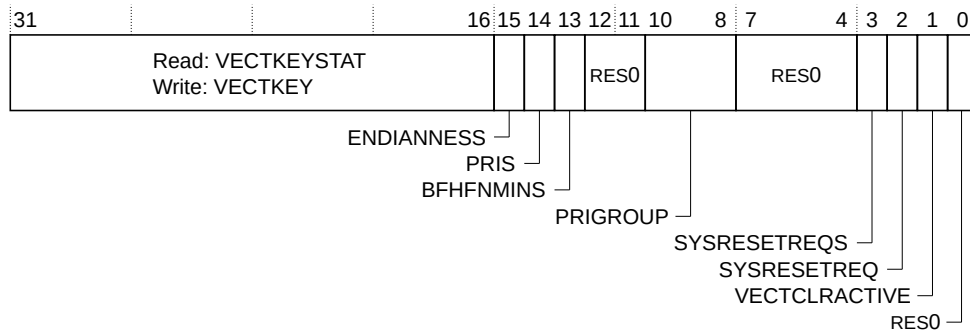 31 16 15 14 13 12 11 10 8 7 4 3 2 1 0
Read: VECTKEYSTAT
Write: VECTKEY
RES0 RES0
ENDIANNESS
PRIS
BFHFNMINS
PRIGROUP
SYSRESETREQS
SYSRESETREQ
VECTCLRACTIVE
RES0